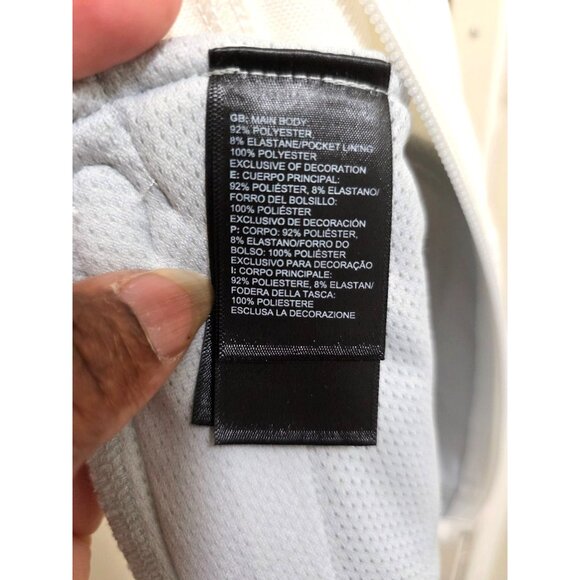 GB: MAIN BODY:
92% POLYESTER,
8% ELASTANE/POCKET LINING:
100% POLYESTER
EXCLUSIVE OF DECORATION
E: CUERPO PRINCIPAL:
92% POLIÉSTER, 8% ELASTANO/
FORRO DEL BOLSILLO:
100% POLIÉSTER
EXCLUSIVO DE DECORACIÓN
P: CORPO: 92% POLIÉSTER,
8% ELASTANO/FORRO DO
BOLSO: 100% POLIÉSTER
EXCLUSIVO PARA DECORAÇÃO
I: CORPO PRINCIPALE:
92% POLIESTERE, 8% ELASTAN/
FODERA DELLA TASCA:
100% POLIESTERE
ESCLUSA LA DECORAZIONE